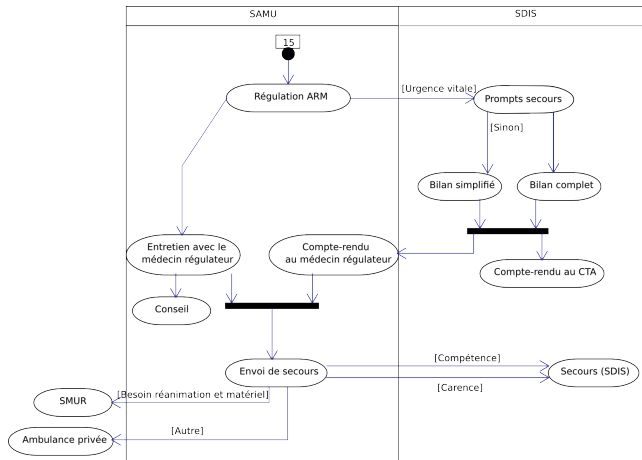 SAMU
SDIS
15
Régulation ARM
[Urgence vitale]
Prompts secours
[Sinon]
Bilan simplifié
Bilan complet
Entretien avec le
médecin régulateur
Compte-rendu
au médecin régulateur
Compte-rendu au CTA
Conseil
Envoi de secours
[Compétence]
Secours (SDIS)
[Carence]
[Besoin réanimation et matériel]
SMUR
[Autre]
Ambulance privée